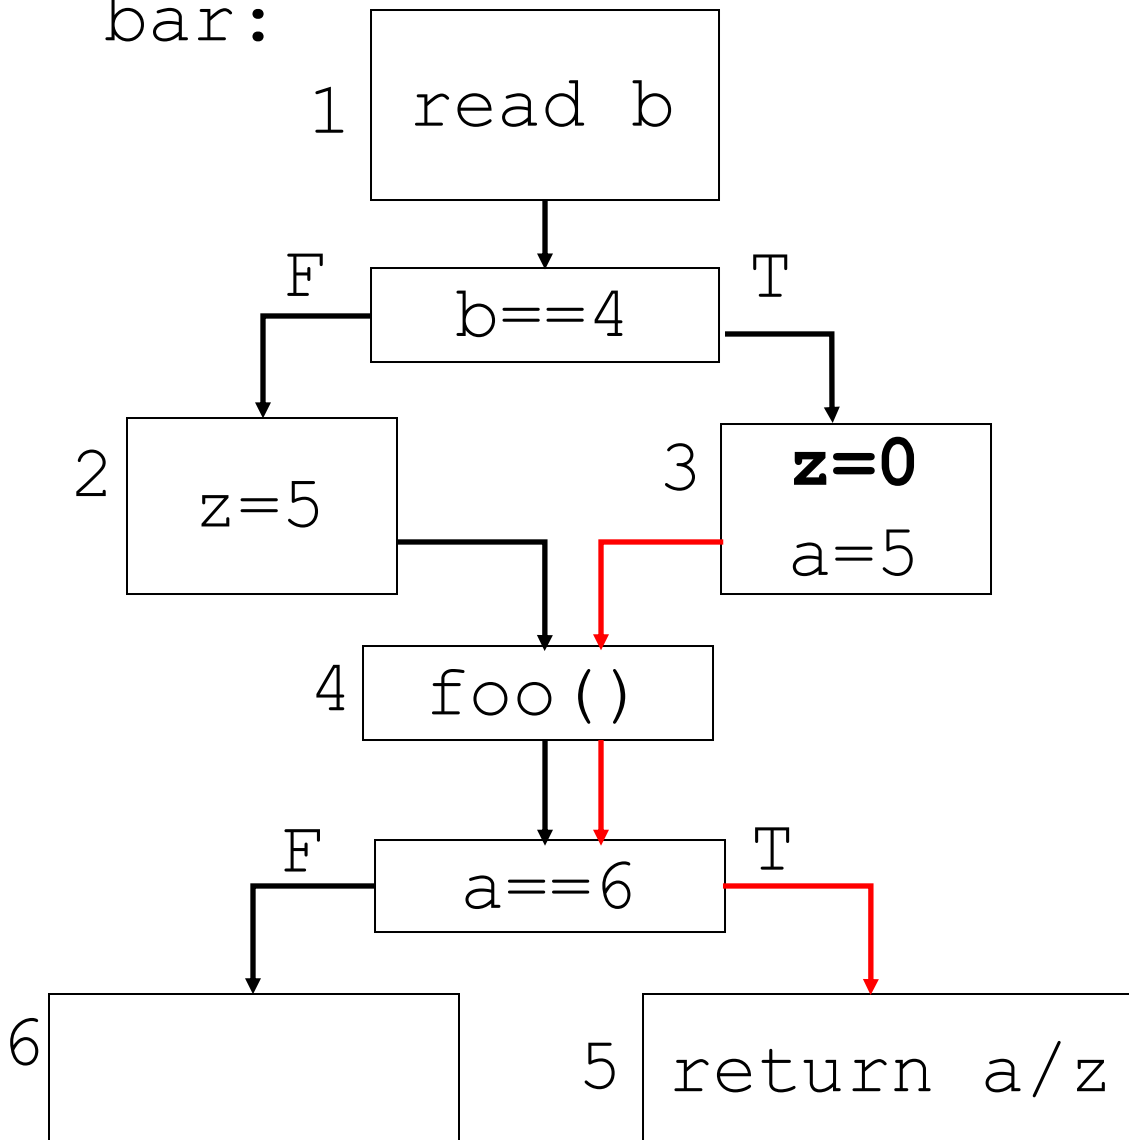 bar:
1
read b
F
T
b==4
2
z=5
3
z=0
a=5
4
foo()
F
T
a==6
6
5
return a/z